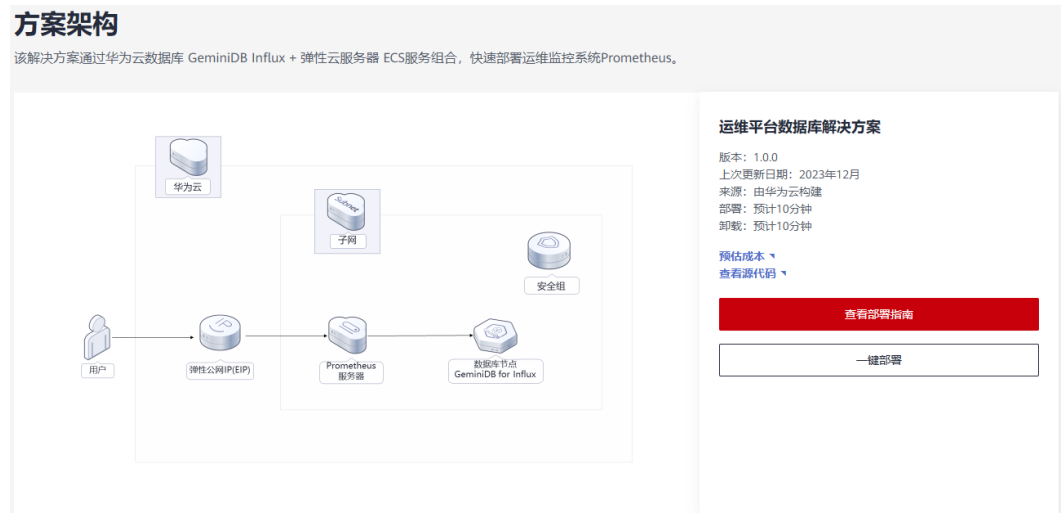 方案架构
该解决方案通过华为云数据库 GeminiDB Influx + 弹性云服务器 ECS服务组合，快速部署运维监控系统Prometheus。
华为云
Subnet
子网
安全组
用户
IP
弹性公网IP(EIP)
Prometheus
服务器
数据库节点
GeminiDB for Influx
运维平台数据库解决方案
版本：1.0.0
上次更新日期：2023年12月
来源：由华为云构建
部署：预计10分钟
卸载：预计10分钟
预估成本
查看源代码
查看部署指南
一键部署